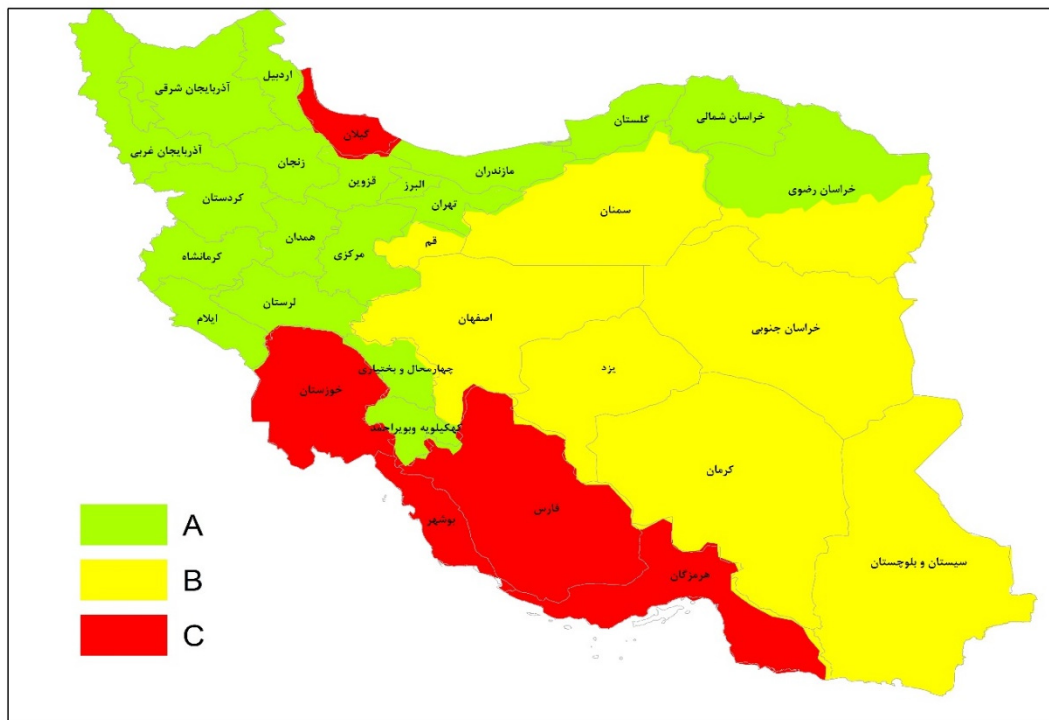 اردبیل
آذربایجان شرقی
گیلان
گلستان
خراسان شمالی
آذربایجان غربی
زنجان
قزوین
البرز
مازندران
خراسان رضوی
کردستان
تهران
سمنان
همدان
مرکزی
قم
کرمانشاه
لرستان
ایلام
اصفهان
خراسان جنوبی
چهارمحال و بختیاری
یزد
خوزستان
کهکیلویه وبویراحمد
کرمان
فارس
بوشهر
هرمزگان
سیستان و بلوچستان
A
B
C